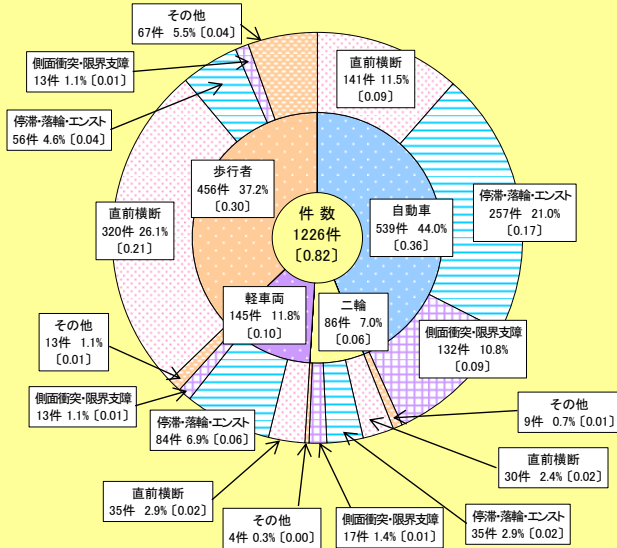 件 数
1226件
〔0.82〕
自動車
539件 44.0%
〔0.36〕
二輪
86件 7.0%
〔0.06〕
軽車両
145件 11.8%
〔0.10〕
歩行者
456件 37.2%
〔0.30〕
直前横断
141件 11.5%
〔0.09〕
停滞・落輪・エンスト
257件 21.0%
〔0.17〕
側面衝突・限界支障
132件 10.8%
〔0.09〕
その他
9件 0.7%〔0.01〕
直前横断
30件 2.4%〔0.02〕
停滞・落輪・エンスト
35件 2.9%〔0.02〕
側面衝突・限界支障
17件 1.4%〔0.01〕
その他
4件 0.3%〔0.00〕
直前横断
35件 2.9%〔0.02〕
停滞・落輪・エンスト
84件 6.9%〔0.06〕
側面衝突・限界支障
13件 1.1%〔0.01〕
その他
13件 1.1%
〔0.01〕
直前横断
320件 26.1%
〔0.21〕
停滞・落輪・エンスト
56件 4.6%〔0.04〕
側面衝突・限界支障
13件 1.1%〔0.01〕
その他
67件 5.5%〔0.04〕